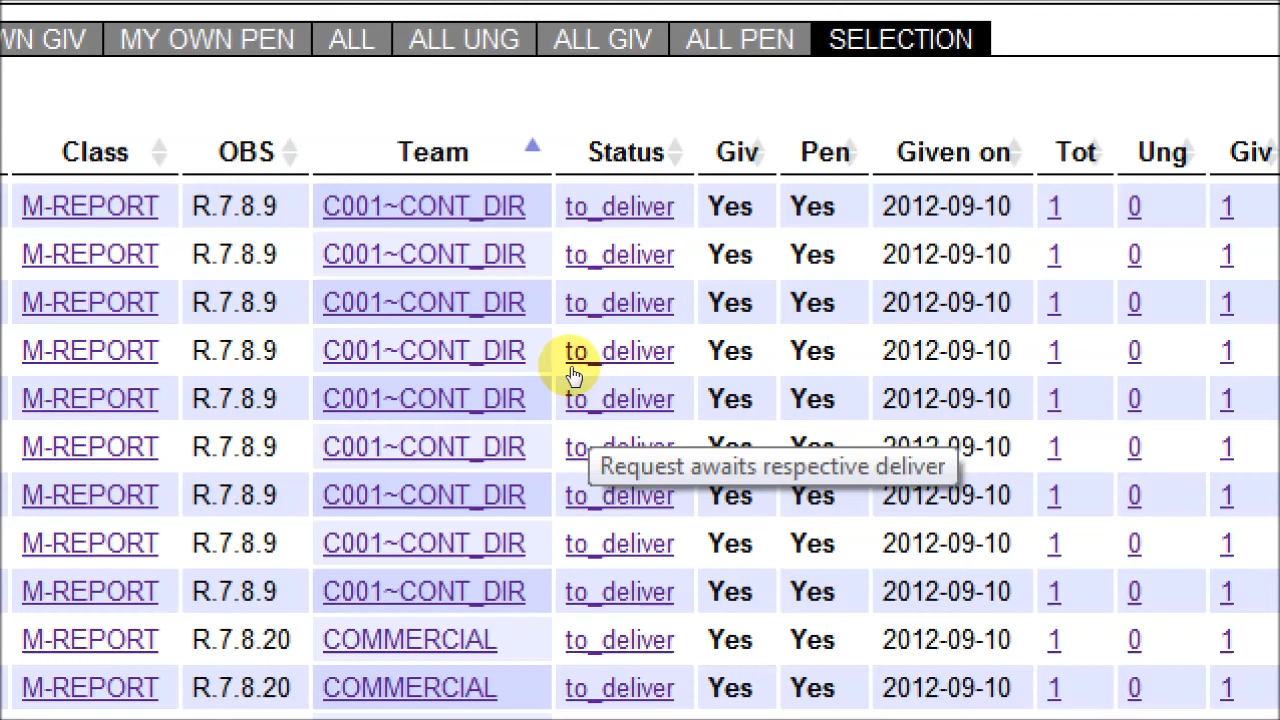 WN GIV MY OWN PEN ALL ALL UNG ALL GIV ALL PEN SELECTION
Class OBS Team Status Giv Pen Given on Tot Ung Giv
M-REPORT R.7.8.9 C001~CONT_DIR to_deliver Yes Yes 2012-09-10 1 0 1
M-REPORT R.7.8.9 C001~CONT_DIR to_deliver Yes Yes 2012-09-10 1 0 1
M-REPORT R.7.8.9 C001~CONT_DIR to_deliver Yes Yes 2012-09-10 1 0 1
M-REPORT R.7.8.9 C001~CONT_DIR to_deliver Yes Yes 2012-09-10 1 0 1
M-REPORT R.7.8.9 C001~CONT_DIR to_deliver Yes Yes 2012-09-10 1 0 1
M-REPORT R.7.8.9 C001~CONT_DIR to_deliver Yes Yes 2012-09-10 1 0 1
Request awaits respective deliver
M-REPORT R.7.8.9 C001~CONT_DIR to_deliver Yes Yes 2012-09-10 1 0 1
M-REPORT R.7.8.9 C001~CONT_DIR to_deliver Yes Yes 2012-09-10 1 0 1
M-REPORT R.7.8.9 C001~CONT_DIR to_deliver Yes Yes 2012-09-10 1 0 1
M-REPORT R.7.8.20 COMMERCIAL to_deliver Yes Yes 2012-09-10 1 0 1
M-REPORT R.7.8.20 COMMERCIAL to_deliver Yes Yes 2012-09-10 1 0 1